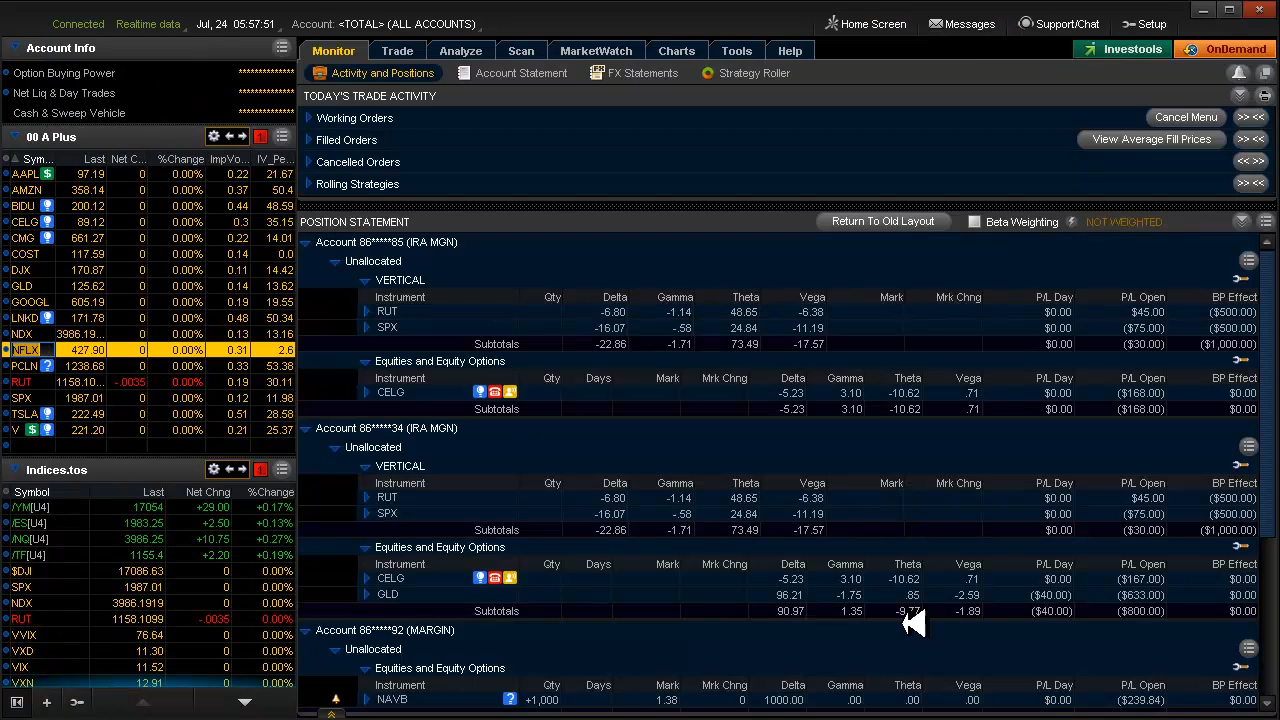 Connected Realtime data Jul, 24 05:57:51 Account: <TOTAL> (ALL ACCOUNTS) Home Screen Messages Support/Chat Setup
Account Info
Option Buying Power *************
Net Liq & Day Trades *************
Cash & Sweep Vehicle *************
00 A Plus 1
Sym... Last Net C... %Change ImpVo... IV_Pe...
AAPL $ 97.19 0 0.00% 0.22 21.67
AMZN 358.14 0 0.00% 0.37 50.4
BIDU 200.12 0 0.00% 0.44 48.59
CELG 89.12 0 0.00% 0.3 35.15
CMG 661.27 0 0.00% 0.22 14.01
COST 117.59 0 0.00% 0.14 0.0
DJX 170.87 0 0.00% 0.11 14.42
GLD 125.62 0 0.00% 0.14 13.62
GOOGL 605.19 0 0.00% 0.19 19.55
LNKD 171.78 0 0.00% 0.48 50.34
NDX 3986.19... 0 0.00% 0.13 13.16
NFLX 427.90 0 0.00% 0.31 2.6
PCLN ? 1238.68 0 0.00% 0.33 53.38
RUT 1158.10... -.0035 0.00% 0.19 30.11
SPX 1987.01 0 0.00% 0.12 11.98
TSLA 222.49 0 0.00% 0.51 28.58
V $ 221.20 0 0.00% 0.21 25.37
Indices.tos 1
Symbol Last Net Chng %Change
/YM[U4] 17054 +29.00 +0.17%
/ES[U4] 1983.25 +2.50 +0.13%
/NQ[U4] 3986.25 +10.75 +0.27%
/TF[U4] 1155.4 +2.20 +0.19%
$DJI 17086.63 0 0.00%
SPX 1987.01 0 0.00%
NDX 3986.1919 0 0.00%
RUT 1158.1099 -.0035 0.00%
VVIX 76.64 0 0.00%
VXD 11.30 0 0.00%
VIX 11.52 0 0.00%
VXN 12.91 0 0.00%
Monitor Trade Analyze Scan MarketWatch Charts Tools Help Investools OnDemand
Activity and Positions Account Statement FX Statements Strategy Roller
TODAY'S TRADE ACTIVITY
Working Orders Cancel Menu >> <<
Filled Orders View Average Fill Prices >> <<
Cancelled Orders << >>
Rolling Strategies >> <<
POSITION STATEMENT Return To Old Layout Beta Weighting NOT WEIGHTED
Account 86*****85 (IRA MGN)
Unallocated
VERTICAL
Instrument Qty Delta Gamma Theta Vega Mark Mrk Chng P/L Day P/L Open BP Effect
RUT -6.80 -1.14 48.65 -6.38 $0.00 $45.00 ($500.00)
SPX -16.07 -.58 24.84 -11.19 $0.00 ($75.00) ($500.00)
Subtotals -22.86 -1.71 73.49 -17.57 $0.00 ($30.00) ($1,000.00)
Equities and Equity Options
Instrument Qty Days Mark Mrk Chng Delta Gamma Theta Vega P/L Day P/L Open BP Effect
CELG -5.23 3.10 -10.62 .71 $0.00 ($168.00) $0.00
Subtotals -5.23 3.10 -10.62 .71 $0.00 ($168.00) $0.00
Account 86*****34 (IRA MGN)
Unallocated
VERTICAL
Instrument Qty Delta Gamma Theta Vega Mark Mrk Chng P/L Day P/L Open BP Effect
RUT -6.80 -1.14 48.65 -6.38 $0.00 $45.00 ($500.00)
SPX -16.07 -.58 24.84 -11.19 $0.00 ($75.00) ($500.00)
Subtotals -22.86 -1.71 73.49 -17.57 $0.00 ($30.00) ($1,000.00)
Equities and Equity Options
Instrument Qty Days Mark Mrk Chng Delta Gamma Theta Vega P/L Day P/L Open BP Effect
CELG -5.23 3.10 -10.62 .71 $0.00 ($167.00) $0.00
GLD 96.21 -1.75 .85 -2.59 ($40.00) ($633.00) $0.00
Subtotals 90.97 1.35 -9.77 -1.89 ($40.00) ($800.00) $0.00
Account 86*****92 (MARGIN)
Unallocated
Equities and Equity Options
Instrument Qty Days Mark Mrk Chng Delta Gamma Theta Vega P/L Day P/L Open BP Effect
NAVB ? +1,000 1.38 0 1000.00 .00 .00 .00 $0.00 ($239.84) $0.00